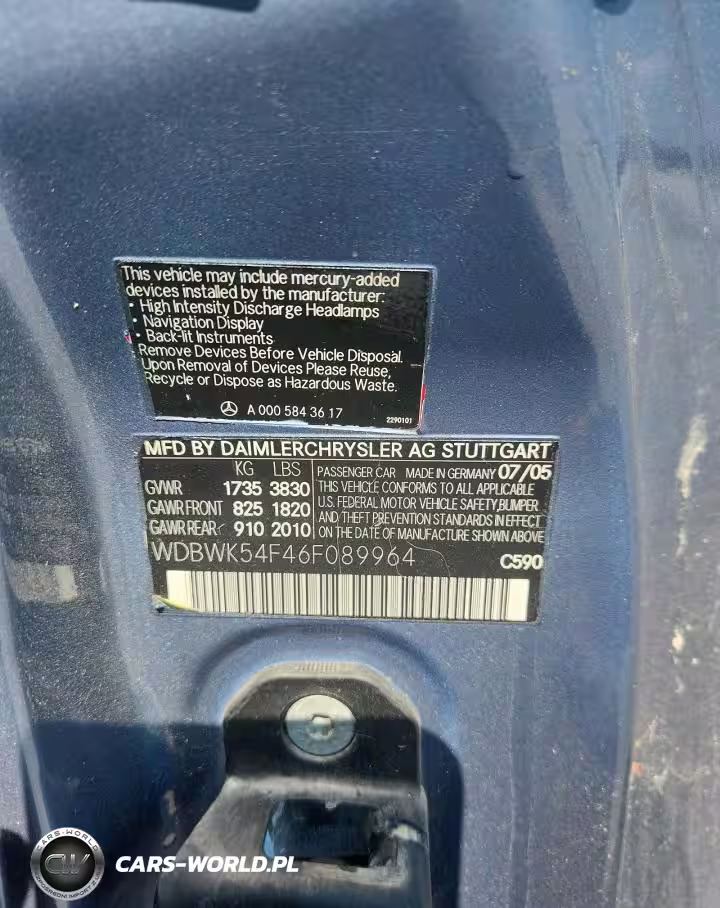 This vehicle may include mercury-added
devices installed by the manufacturer:
· High Intensity Discharge Headlamps
· Navigation Display
· Back-lit Instruments
Remove Devices Before Vehicle Disposal.
Upon Removal of Devices Please Reuse,
Recycle or Dispose as Hazardous Waste.
A 000 584 36 17
2290101
MFD BY DAIMLERCHRYSLER AG STUTTGART
KG LBS PASSENGER CAR MADE IN GERMANY 07/05
GVWR 1735 3830 THIS VEHICLE CONFORMS TO ALL APPLICABLE
GAWR FRONT 825 1820 U.S. FEDERAL MOTOR VEHICLE SAFETY,BUMPER
GAWR REAR 910 2010 AND THEFT PREVENTION STANDARDS IN EFFECT
ON THE DATE OF MANUFACTURE SHOWN ABOVE
WDBWK54F46F089964 C590
CARS-WORLD
CW
CARS-WORLD.PL